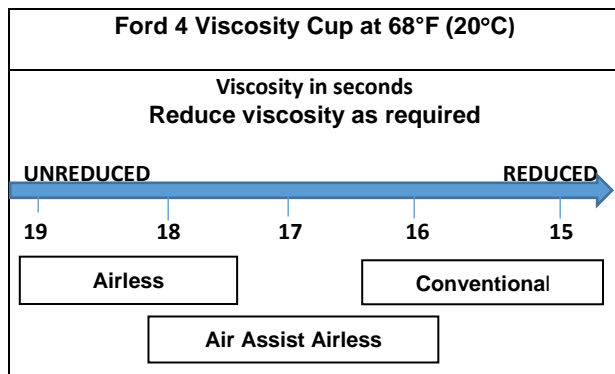 Ford 4 Viscosity Cup at 68°F (20°C)
Viscosity in seconds
Reduce viscosity as required
UNREDUCED REDUCED
19 18 17 16 15
Airless Conventional
Air Assist Airless